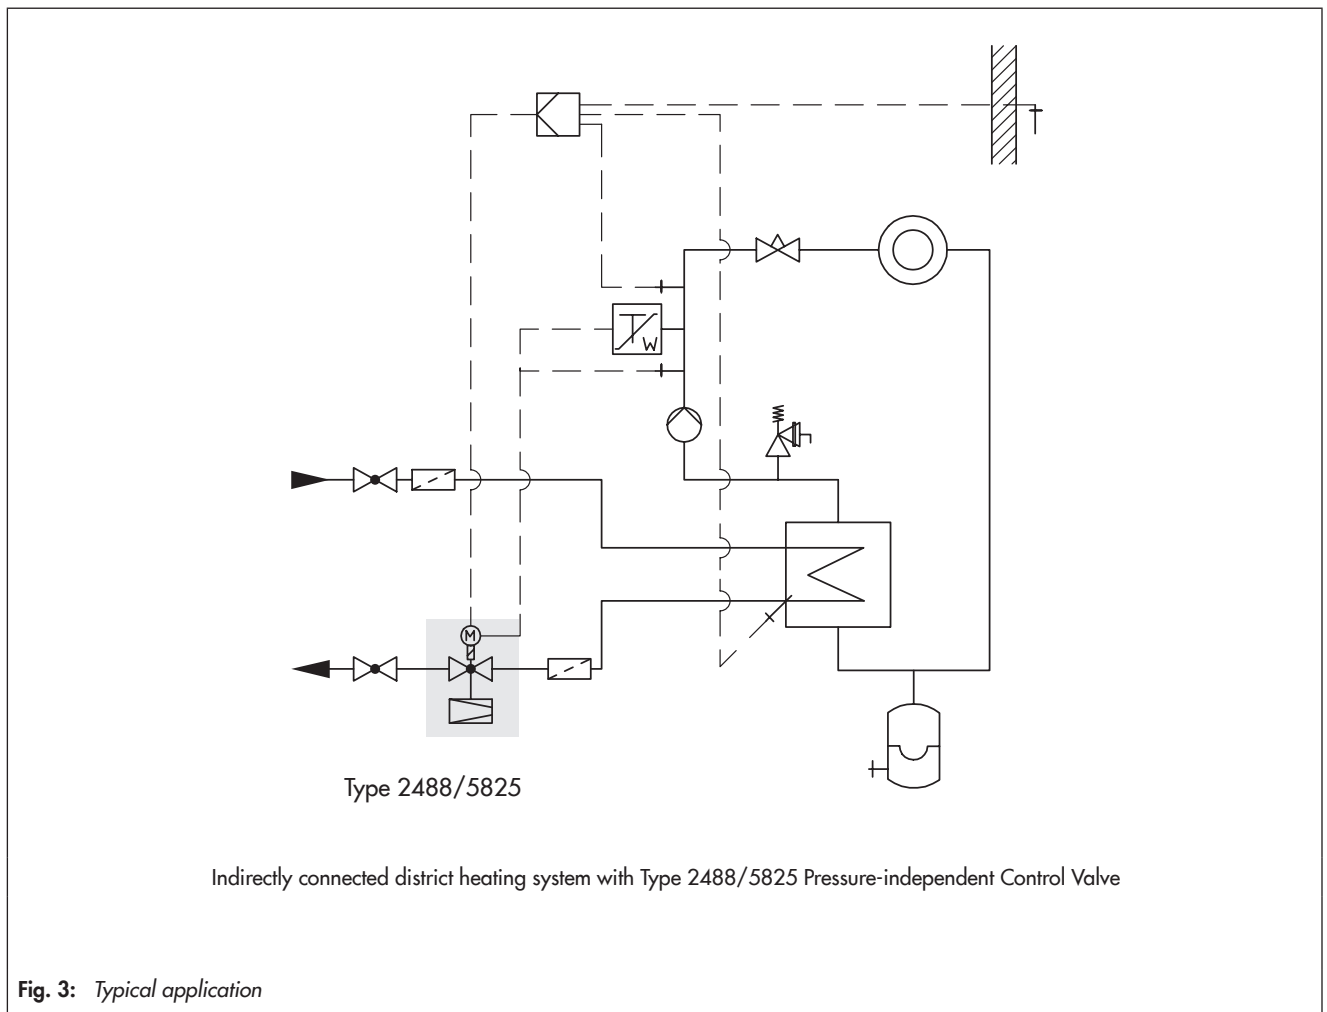 T
W
M
Type 2488/5825
Indirectly connected district heating system with Type 2488/5825 Pressure-independent Control Valve
Fig. 3: Typical application